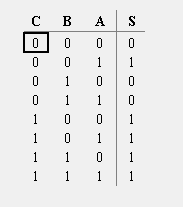 C B A S
0 0 0 0
0 0 1 1
0 1 0 0
0 1 1 0
1 0 0 1
1 0 1 1
1 1 0 1
1 1 1 1